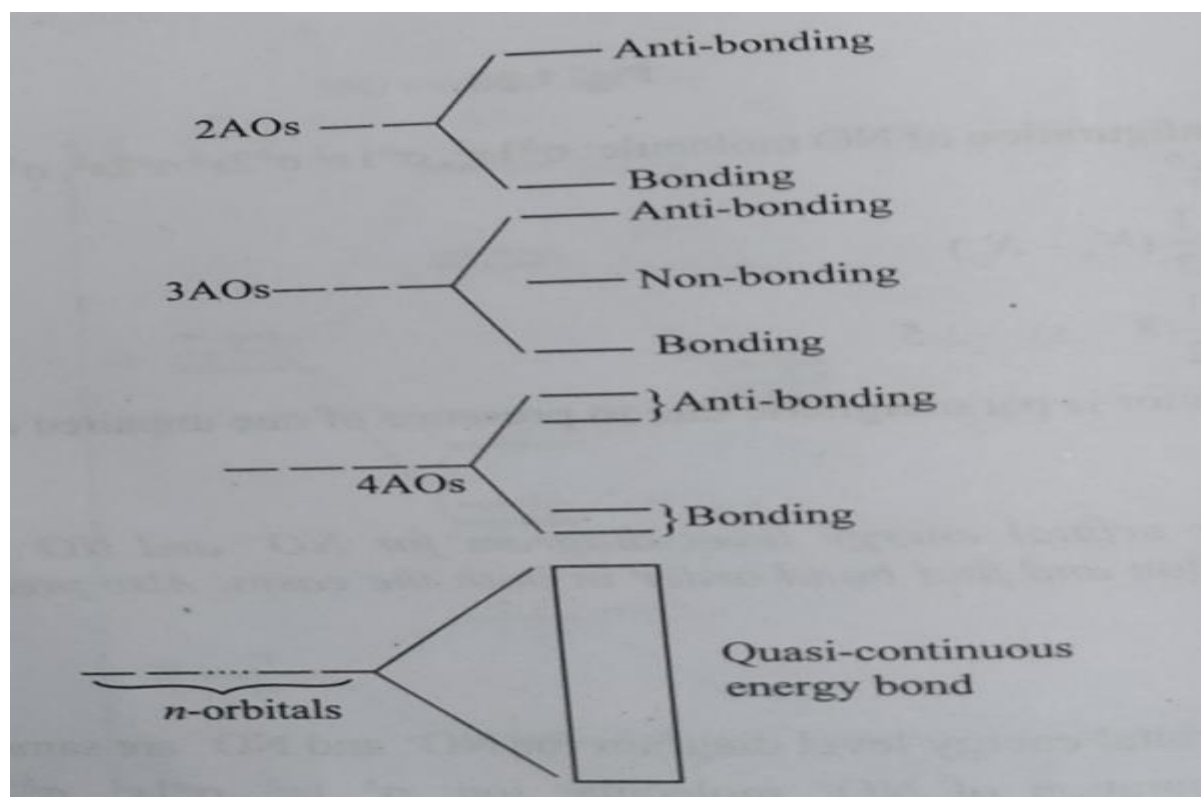 Anti-bonding
2AOs
Bonding
Anti-bonding
3AOs
Non-bonding
Bonding
} Anti-bonding
4AOs
} Bonding
Quasi-continuous
energy bond
n-orbitals